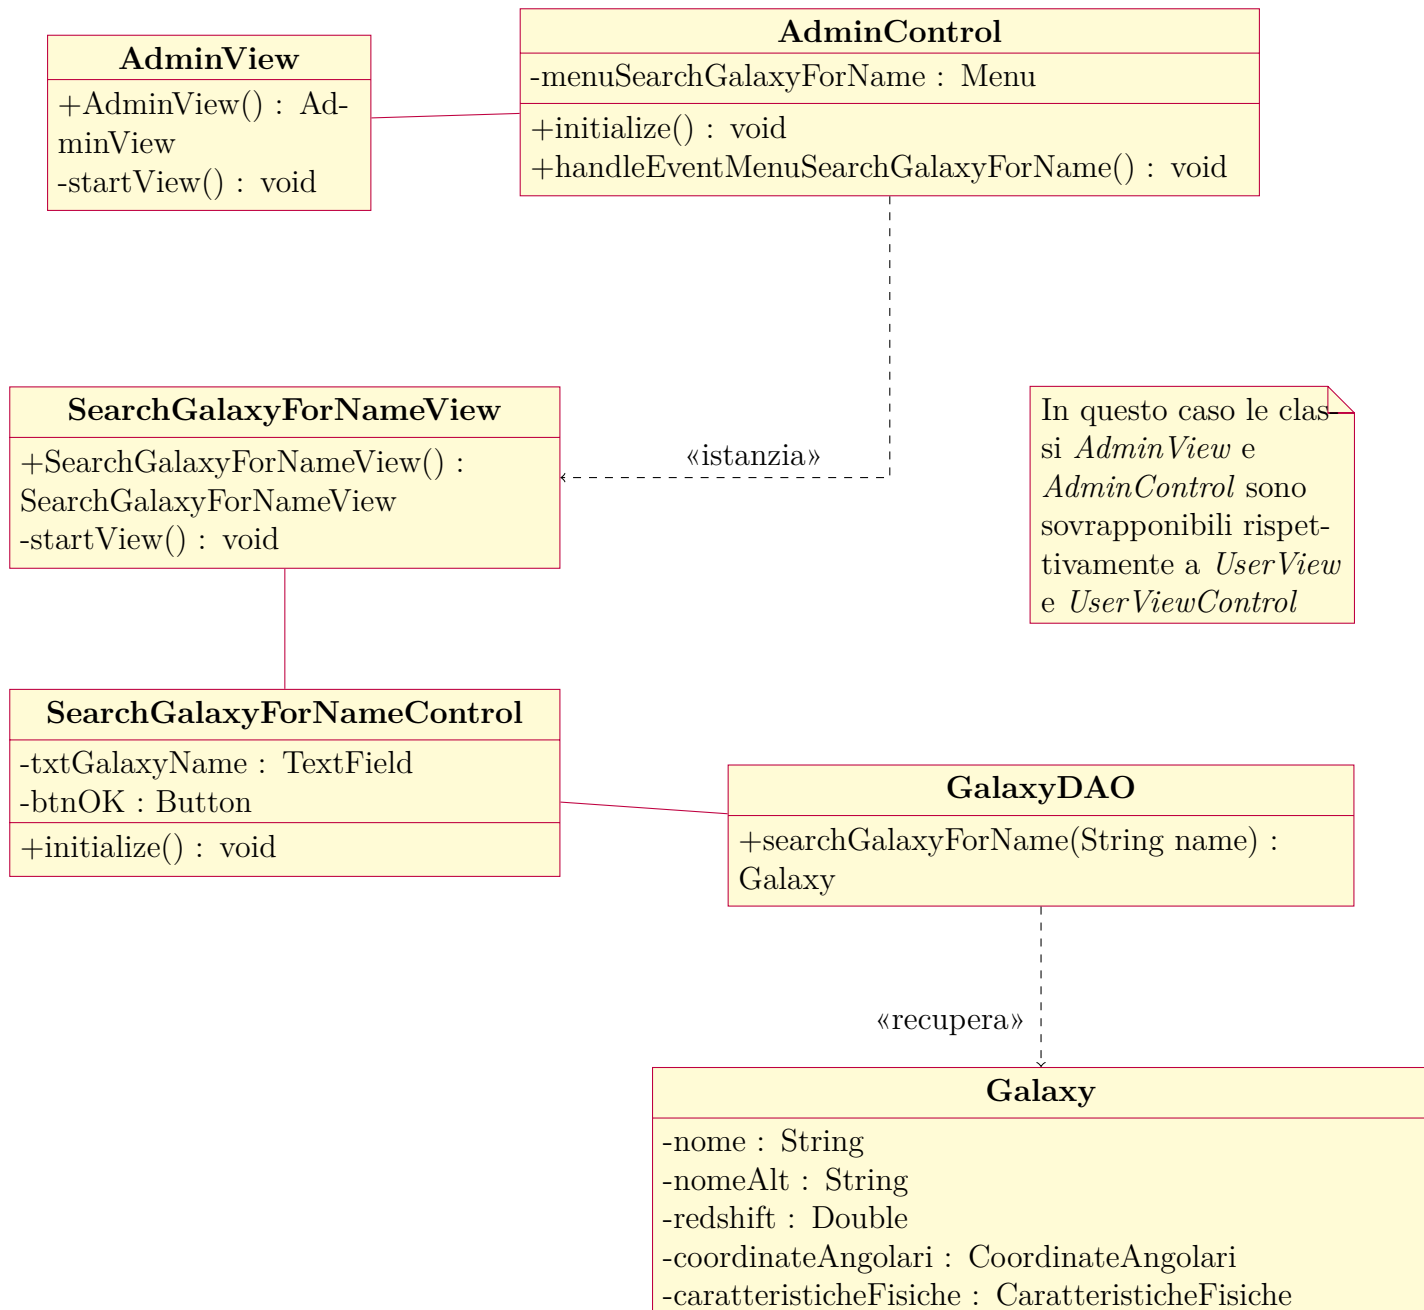 AdminView
+AdminView() : Ad-
minView
-startView() : void
AdminControl
-menuSearchGalaxyForName : Menu
+initialize() : void
+handleEventMenuSearchGalaxyForName() : void
SearchGalaxyForNameView
+SearchGalaxyForNameView() :
SearchGalaxyForNameView
-startView() : void
«istanzia»
In questo caso le clas-
si AdminView e
AdminControl sono
sovrapponibili rispet-
tivamente a UserView
e UserViewControl
SearchGalaxyForNameControl
-txtGalaxyName : TextField
-btnOK : Button
+initialize() : void
GalaxyDAO
+searchGalaxyForName(String name) :
Galaxy
«recupera»
Galaxy
-nome : String
-nomeAlt : String
-redshift : Double
-coordinateAngolari : CoordinateAngolari
-caratteristicheFisiche : CaratteristicheFisiche